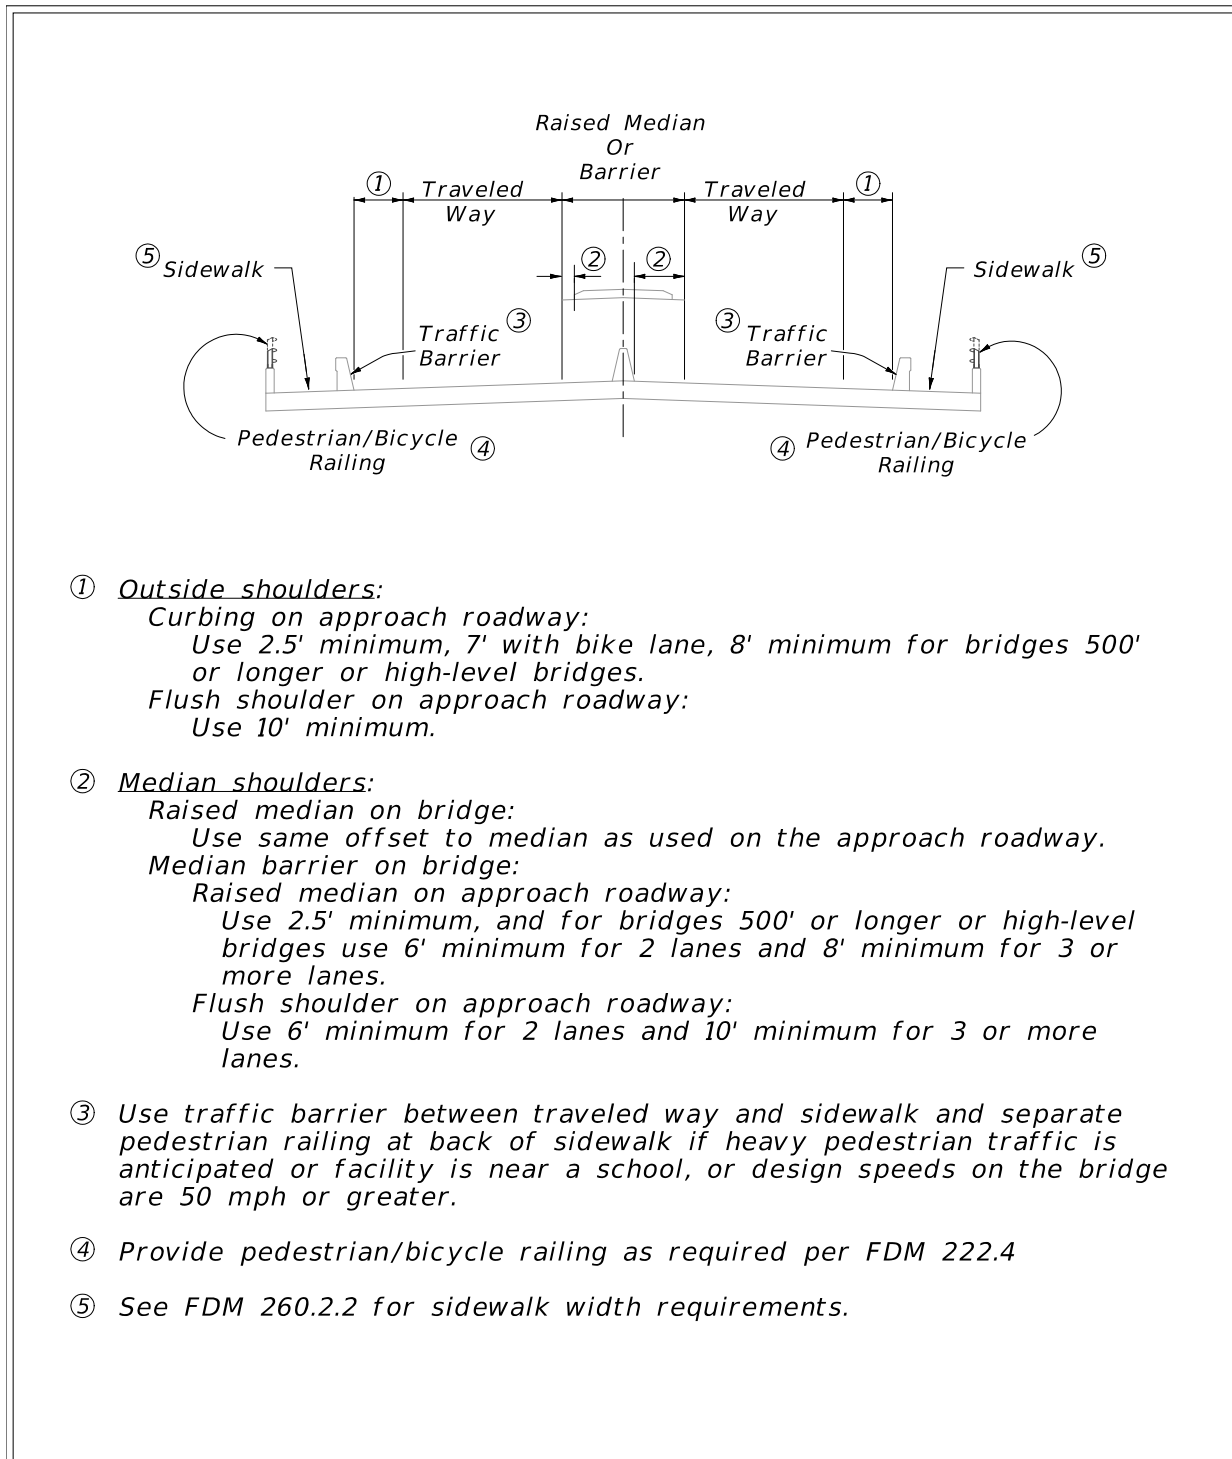 Raised Median
Or
Barrier
① Traveled
Way
Traveled
Way ①
② ②
⑤ Sidewalk
Sidewalk ⑤
Traffic ③
Barrier
③ Traffic
Barrier
Pedestrian/Bicycle ④
Railing
④ Pedestrian/Bicycle
Railing
① Outside shoulders:
Curbing on approach roadway:
Use 2.5' minimum, 7' with bike lane, 8' minimum for bridges 500'
or longer or high-level bridges.
Flush shoulder on approach roadway:
Use 10' minimum.
② Median shoulders:
Raised median on bridge:
Use same offset to median as used on the approach roadway.
Median barrier on bridge:
Raised median on approach roadway:
Use 2.5' minimum, and for bridges 500' or longer or high-level
bridges use 6' minimum for 2 lanes and 8' minimum for 3 or
more lanes.
Flush shoulder on approach roadway:
Use 6' minimum for 2 lanes and 10' minimum for 3 or more
lanes.
③ Use traffic barrier between traveled way and sidewalk and separate
pedestrian railing at back of sidewalk if heavy pedestrian traffic is
anticipated or facility is near a school, or design speeds on the bridge
are 50 mph or greater.
④ Provide pedestrian/bicycle railing as required per FDM 222.4
⑤ See FDM 260.2.2 for sidewalk width requirements.